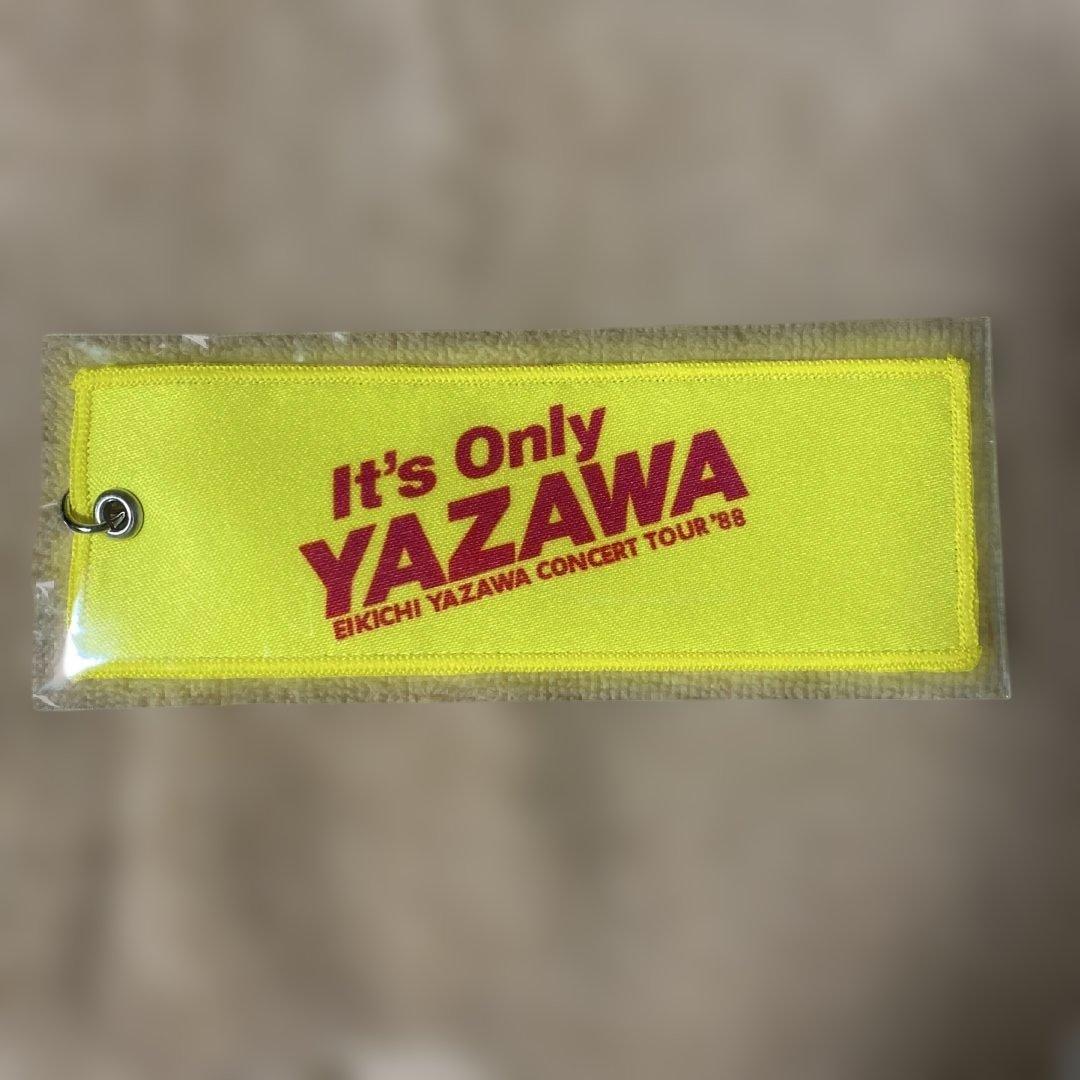 It's Only
YAZAWA
EIKICHI YAZAWA CONCERT TOUR '88